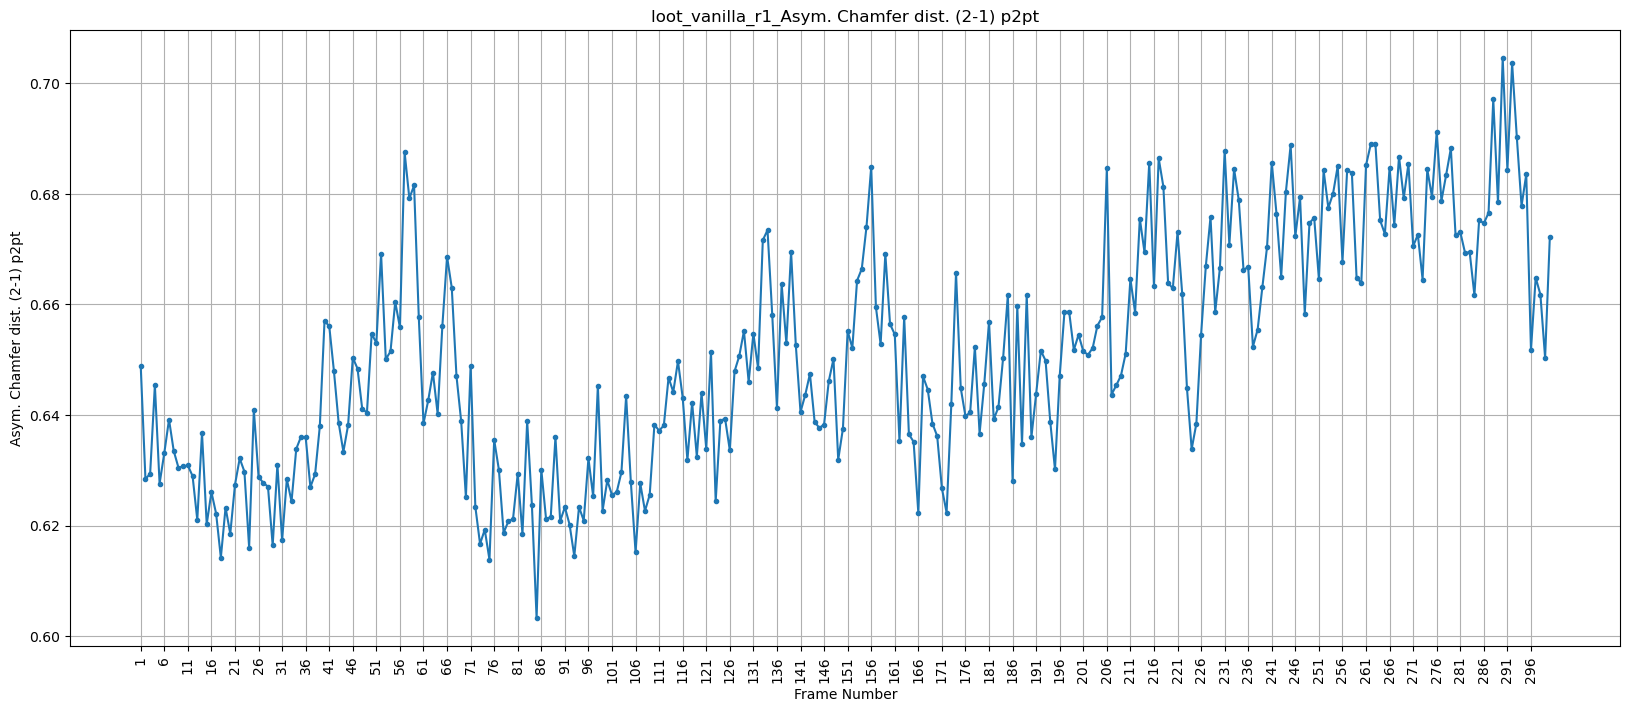 loot_vanilla_r1_Asym. Chamfer dist. (2-1) p2pt
Asym. Chamfer dist. (2-1) p2pt
0.70
0.68
0.66
0.64
0.62
0.60
1 6 11 16 21 26 31 36 41 46 51 56 61 66 71 76 81 86 91 96 101 106 111 116 121 126 131 136 141 146 151 156 161 166 171 176 181 186 191 196 201 206 211 216 221 226 231 236 241 246 251 256 261 266 271 276 281 286 291 296
Frame Number